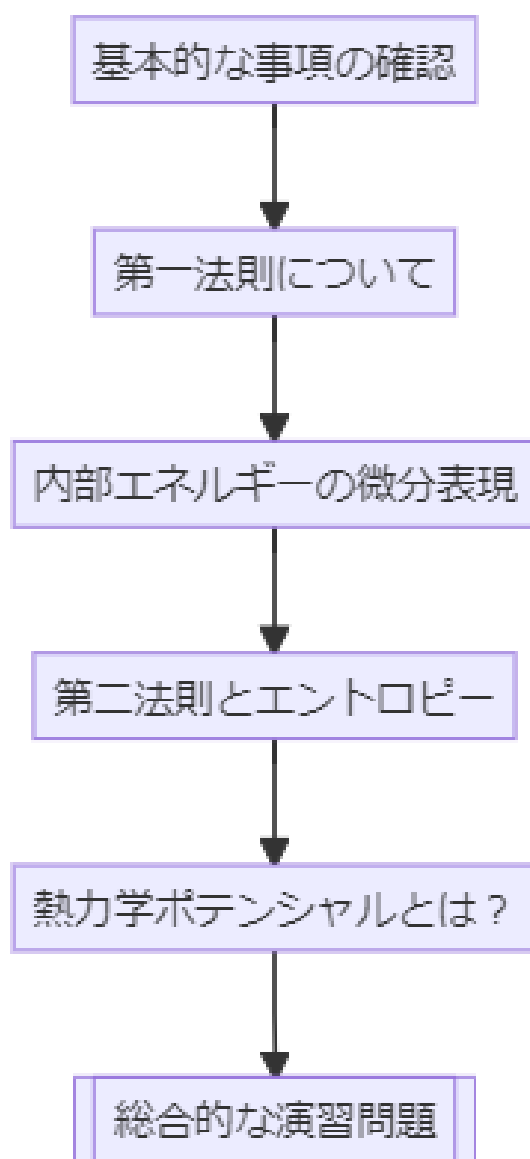 基本的な事項の確認
第一法則について
内部エネルギーの微分表現
第二法則とエントロピー
熱力学ポテンシャルとは？
総合的な演習問題